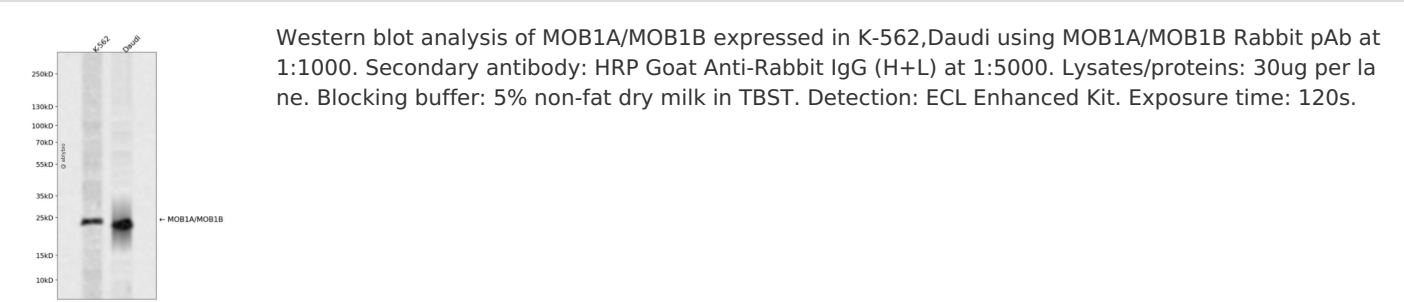 K-562
Daudi
250kD
130kD
100kD
70kD
55kD
35kD
25kD
15kD
10kD
← MOB1A/MOB1B
Western blot analysis of MOB1A/MOB1B expressed in K-562,Daudi using MOB1A/MOB1B Rabbit pAb at
1:1000. Secondary antibody: HRP Goat Anti-Rabbit IgG (H+L) at 1:5000. Lysates/proteins: 30ug per la
ne. Blocking buffer: 5% non-fat dry milk in TBST. Detection: ECL Enhanced Kit. Exposure time: 120s.